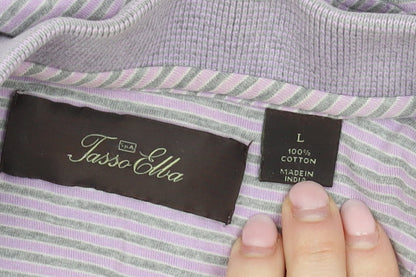 I.S.A.
Tasso Elba
L
100%
COTTON
MADE IN
INDIA